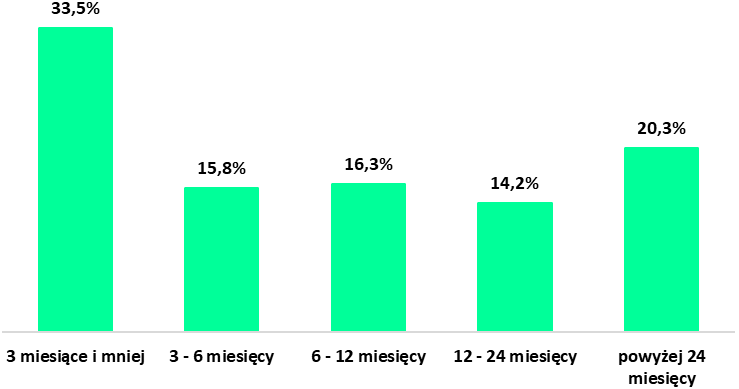 33,5%
15,8%
16,3%
14,2%
20,3%
3 miesiące i mniej
3 - 6 miesięcy
6 - 12 miesięcy
12 - 24 miesięcy
powyżej 24
miesięcy